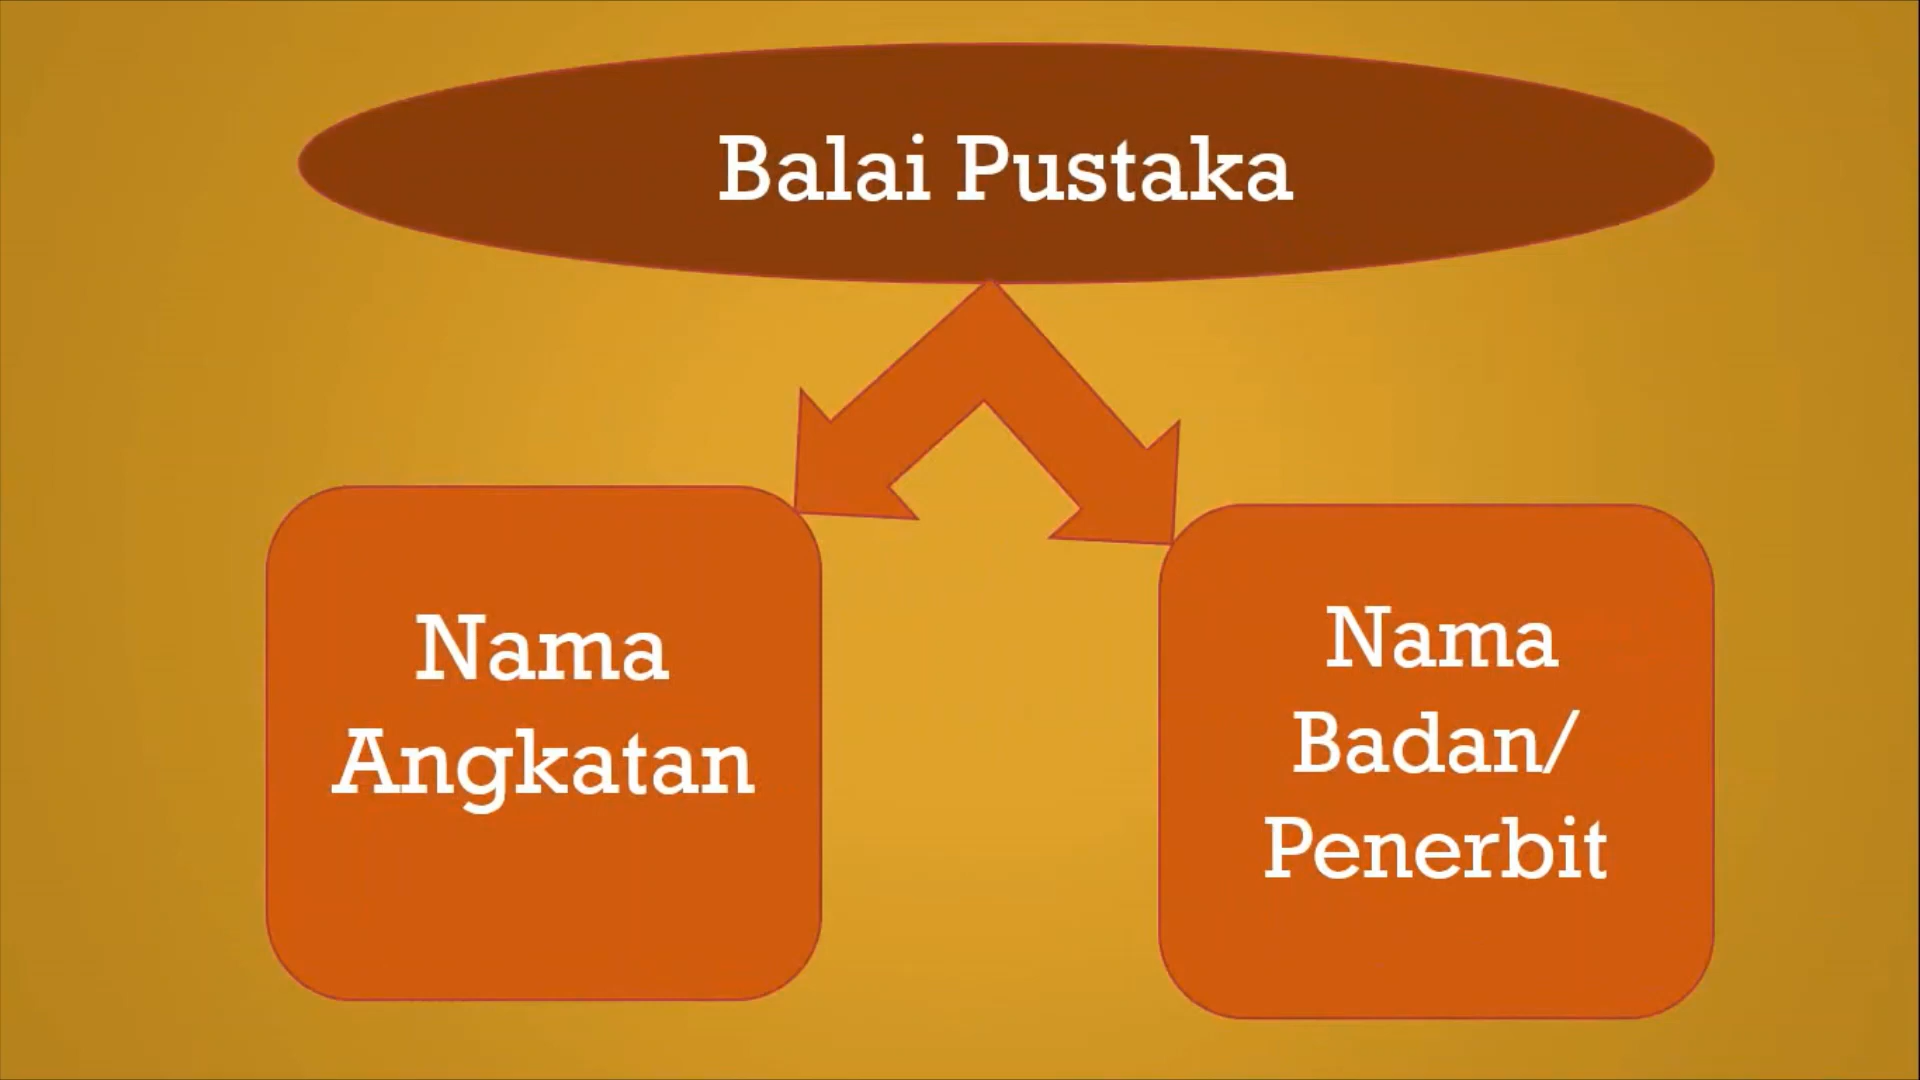 Balai Pustaka
Nama
Angkatan
Nama
Badan/
Penerbit